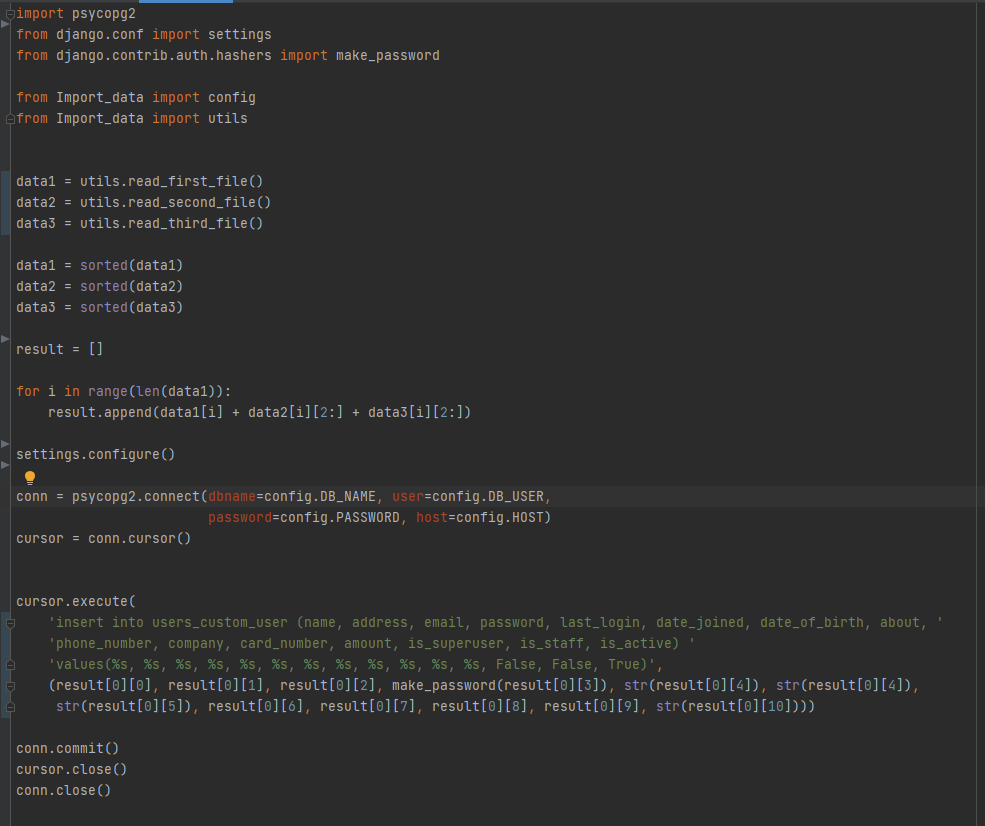 import psycopg2
from django.conf import settings
from django.contrib.auth.hashers import make_password

from Import_data import config
from Import_data import utils


data1 = utils.read_first_file()
data2 = utils.read_second_file()
data3 = utils.read_third_file()

data1 = sorted(data1)
data2 = sorted(data2)
data3 = sorted(data3)

result = []

for i in range(len(data1)):
    result.append(data1[i] + data2[i][2:] + data3[i][2:])

settings.configure()

conn = psycopg2.connect(dbname=config.DB_NAME, user=config.DB_USER,
                        password=config.PASSWORD, host=config.HOST)
cursor = conn.cursor()


cursor.execute(
    'insert into users_custom_user (name, address, email, password, last_login, date_joined, date_of_birth, about, '
    'phone_number, company, card_number, amount, is_superuser, is_staff, is_active) '
    'values(%s, %s, %s, %s, %s, %s, %s, %s, %s, %s, %s, %s, False, False, True)',
    (result[0][0], result[0][1], result[0][2], make_password(result[0][3]), str(result[0][4]), str(result[0][4]),
     str(result[0][5]), result[0][6], result[0][7], result[0][8], result[0][9], str(result[0][10])))

conn.commit()
cursor.close()
conn.close()